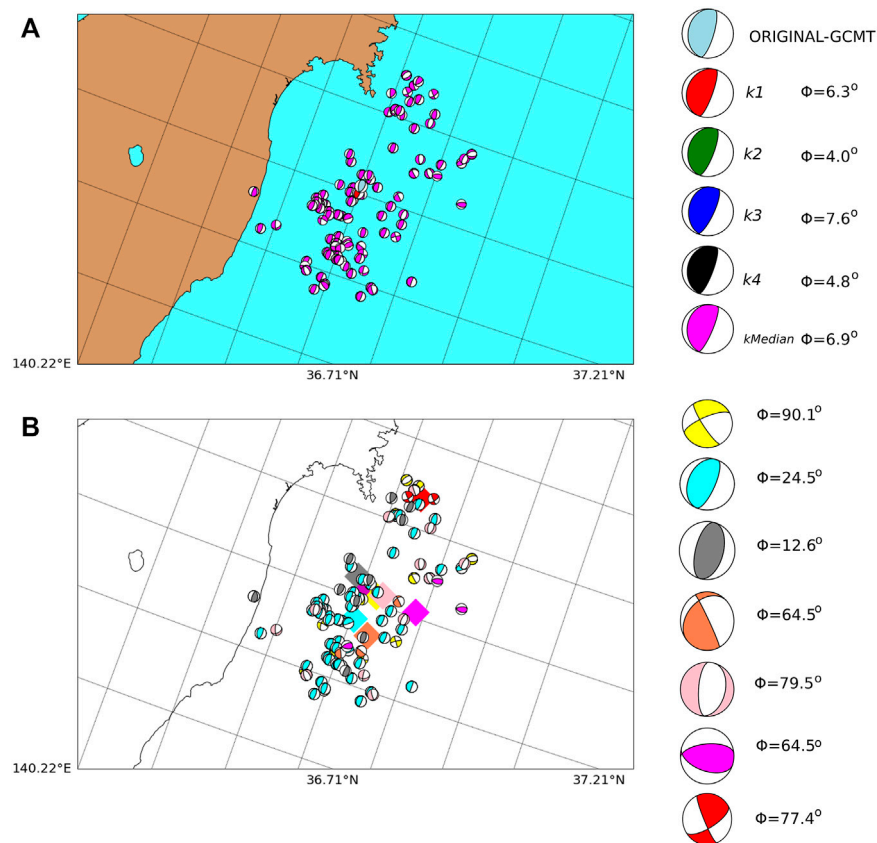 A
ORIGINAL-GCMT
k1 Φ=6.3°
k2 Φ=4.0°
k3 Φ=7.6°
k4 Φ=4.8°
kMedian Φ=6.9°
140.22°E
36.71°N 37.21°N
B
Φ=90.1°
Φ=24.5°
Φ=12.6°
Φ=64.5°
Φ=79.5°
Φ=64.5°
Φ=77.4°
140.22°E
36.71°N 37.21°N